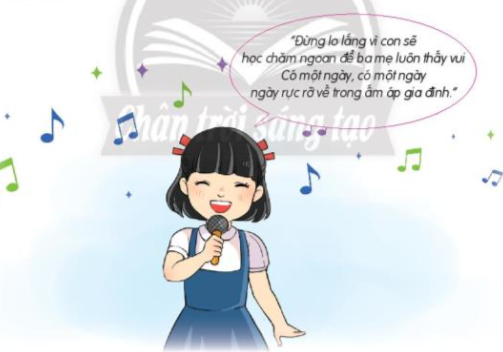 "Đừng lo lắng vì con sẽ
học chăm ngoan để ba mẹ luôn thấy vui
Có một ngày, có một ngày
ngày rực rỡ về trong ấm áp gia đình."
Chân trời sáng tạo